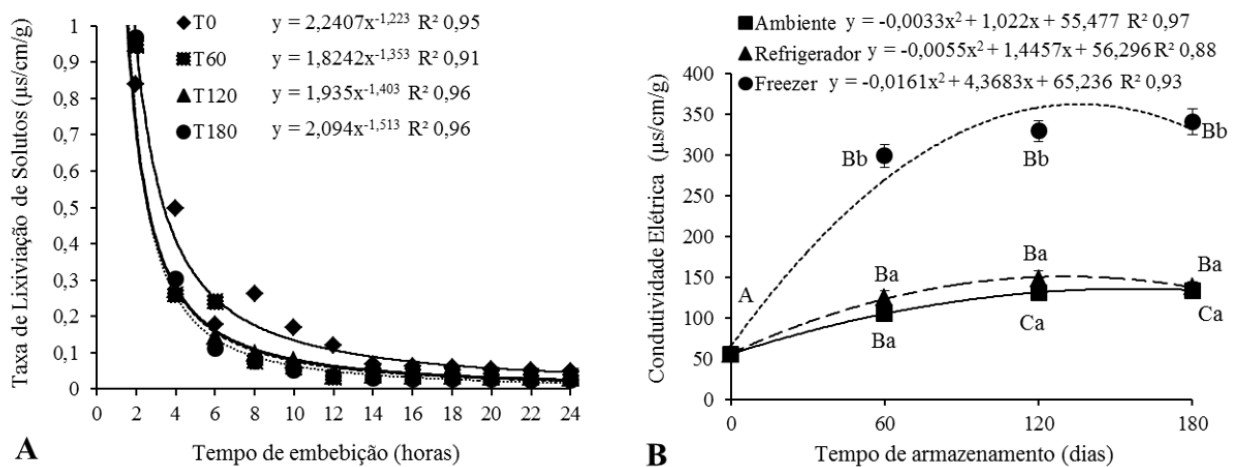 T0 y = 2,2407x-1,223 R² 0,95
T60 y = 1,8242x-1,353 R² 0,91
T120 y = 1,935x-1,403 R² 0,96
T180 y = 2,094x-1,513 R² 0,96
Taxa de Lixiviação de Solutos (µs/cm/g)
1
0,9
0,8
0,7
0,6
0,5
0,4
0,3
0,2
0,1
0
0 2 4 6 8 10 12 14 16 18 20 22 24
Tempo de embebição (horas)
A
Ambiente y = -0,0033x² + 1,022x + 55,477 R² 0,97
Refrigerador y = -0,0055x² + 1,4457x + 56,296 R² 0,88
Freezer y = -0,0161x² + 4,3683x + 65,236 R² 0,93
Condutividade Elétrica (µs/cm/g)
400
350
300
250
200
150
100
50
0
Bb
Bb
Bb
A
Ba
Ba
Ba
Ba
Ca
Ca
0 60 120 180
Tempo de armazenamento (dias)
B